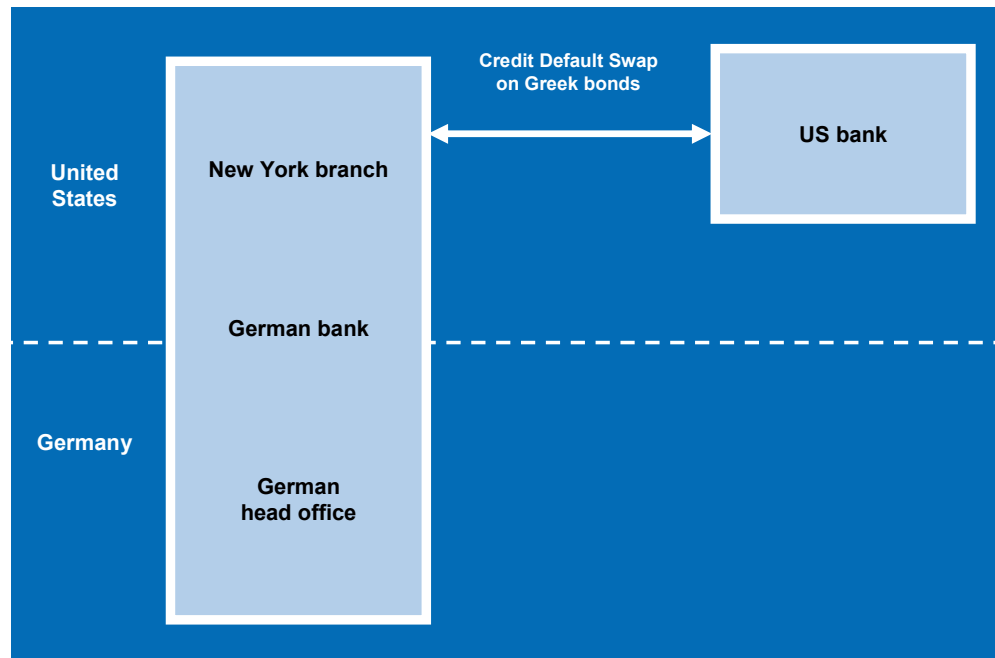 Credit Default Swap
on Greek bonds
US bank
United
States
New York branch
German bank
Germany
German
head office